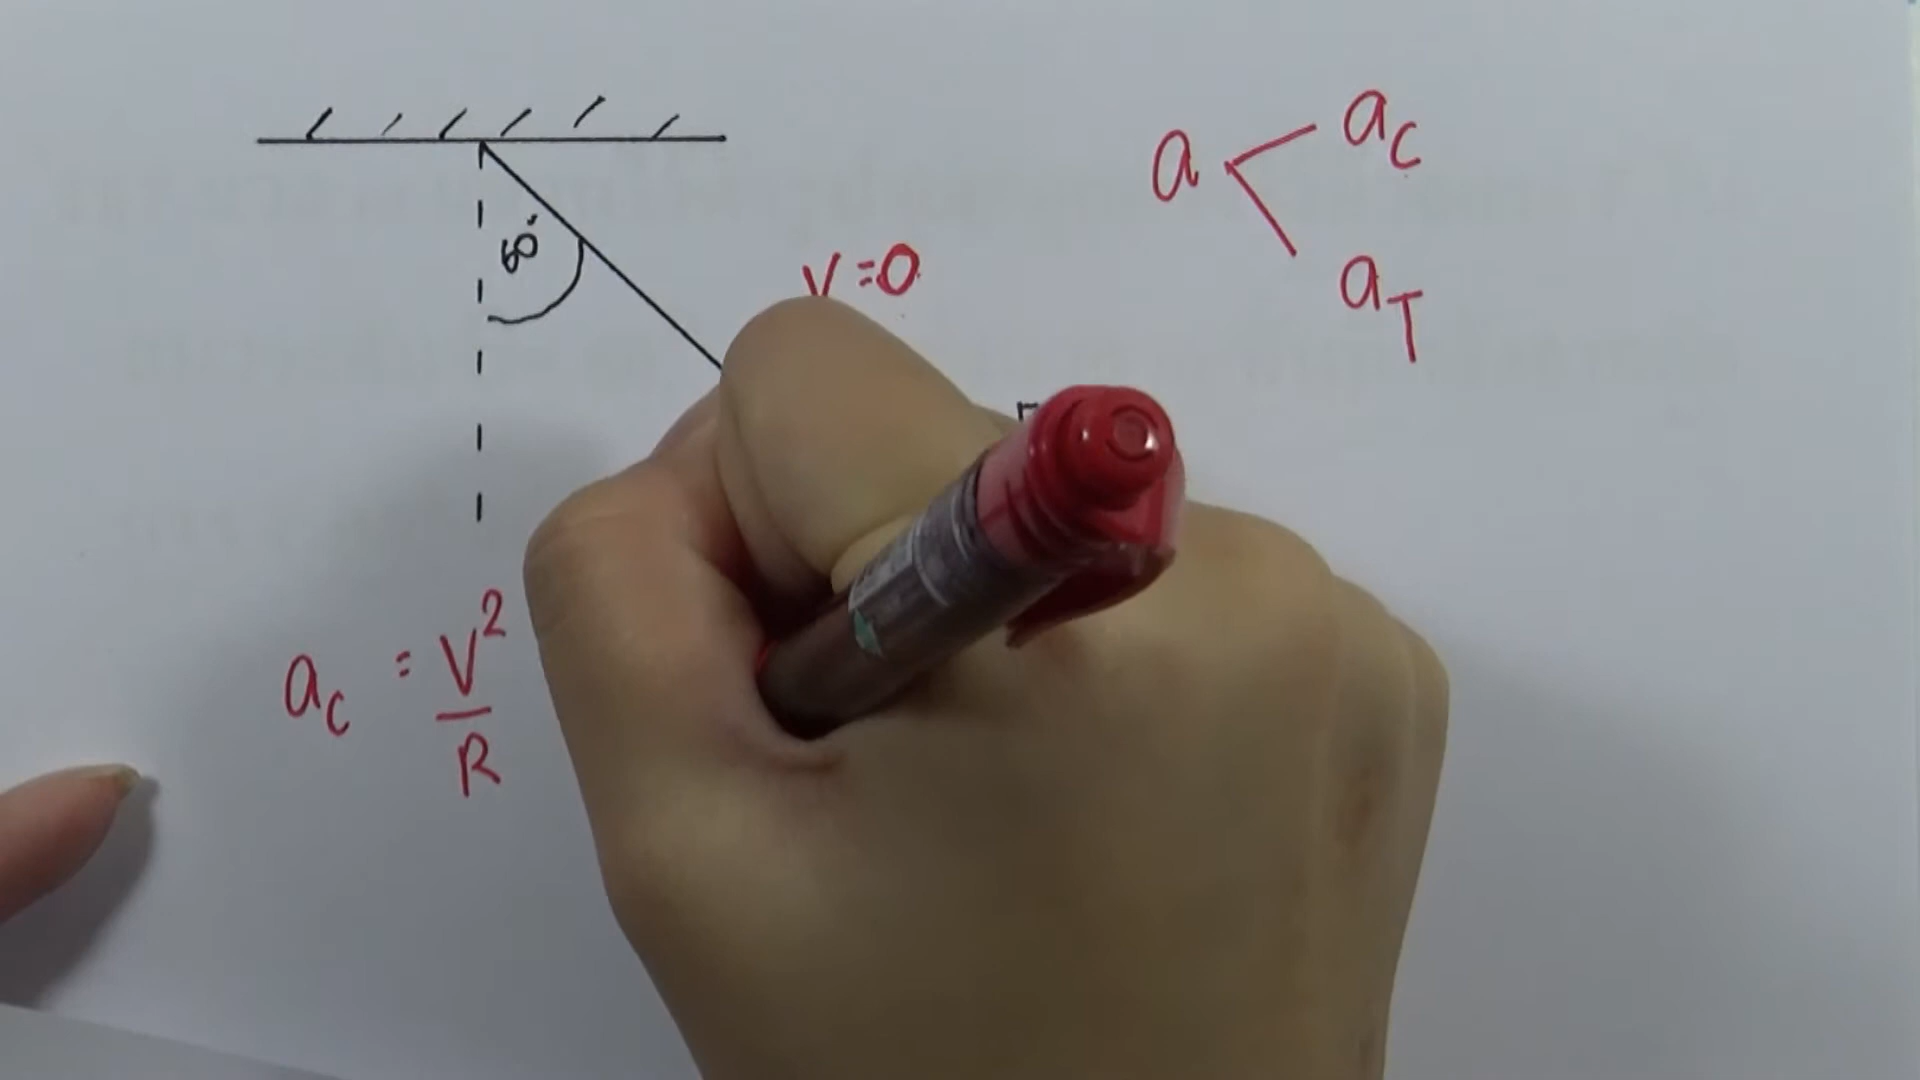 a
a_C
a_T
60°
V=0
a_C = V²/R